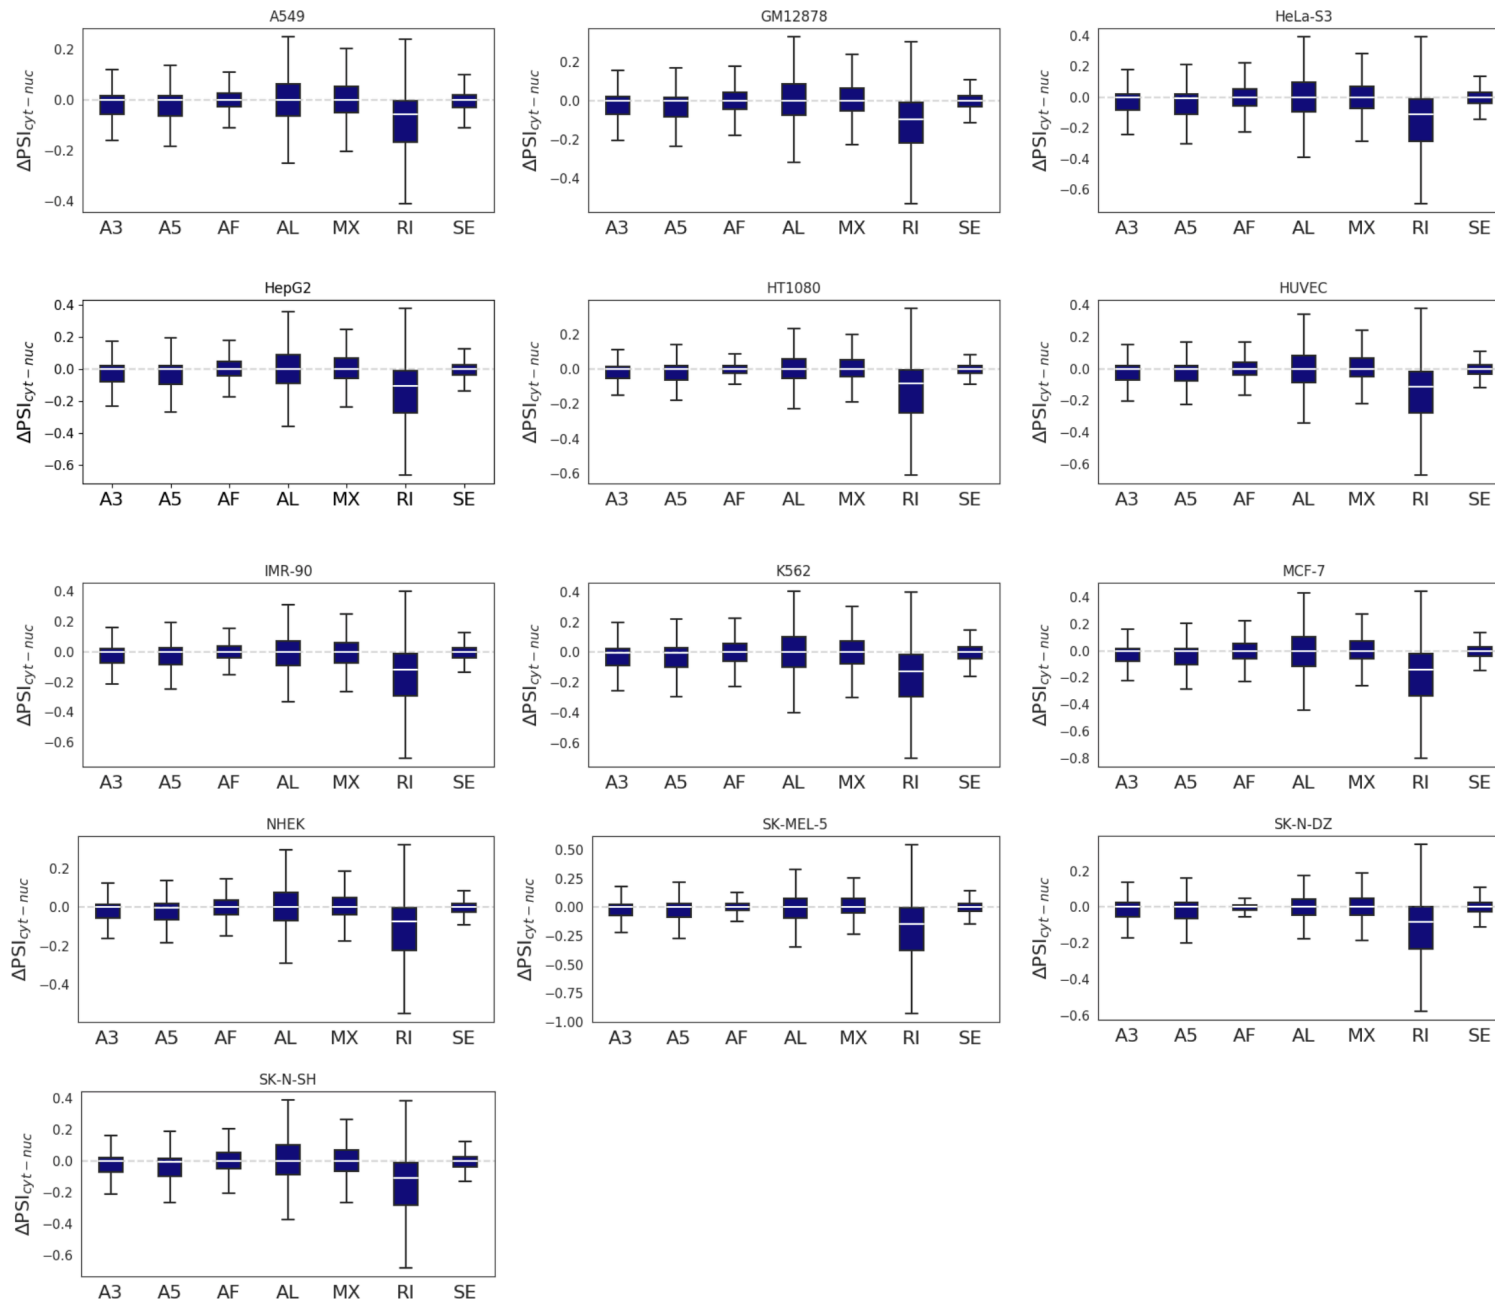 A549
0.2
0.0
−0.2
−0.4
ΔPSIcyt−nuc
A3 A5 AF AL MX RI SE
GM12878
0.2
0.0
−0.2
−0.4
ΔPSIcyt−nuc
A3 A5 AF AL MX RI SE
HeLa-S3
0.4
0.2
0.0
−0.2
−0.4
−0.6
ΔPSIcyt−nuc
A3 A5 AF AL MX RI SE
HepG2
0.4
0.2
0.0
−0.2
−0.4
−0.6
ΔPSIcyt−nuc
A3 A5 AF AL MX RI SE
HT1080
0.2
0.0
−0.2
−0.4
−0.6
ΔPSIcyt−nuc
A3 A5 AF AL MX RI SE
HUVEC
0.4
0.2
0.0
−0.2
−0.4
−0.6
ΔPSIcyt−nuc
A3 A5 AF AL MX RI SE
IMR-90
0.4
0.2
0.0
−0.2
−0.4
−0.6
ΔPSIcyt−nuc
A3 A5 AF AL MX RI SE
K562
0.4
0.2
0.0
−0.2
−0.4
−0.6
ΔPSIcyt−nuc
A3 A5 AF AL MX RI SE
MCF-7
0.4
0.2
0.0
−0.2
−0.4
−0.6
−0.8
ΔPSIcyt−nuc
A3 A5 AF AL MX RI SE
NHEK
0.2
0.0
−0.2
−0.4
ΔPSIcyt−nuc
A3 A5 AF AL MX RI SE
SK-MEL-5
0.50
0.25
0.00
−0.25
−0.50
−0.75
−1.00
ΔPSIcyt−nuc
A3 A5 AF AL MX RI SE
SK-N-DZ
0.2
0.0
−0.2
−0.4
−0.6
ΔPSIcyt−nuc
A3 A5 AF AL MX RI SE
SK-N-SH
0.4
0.2
0.0
−0.2
−0.4
−0.6
ΔPSIcyt−nuc
A3 A5 AF AL MX RI SE